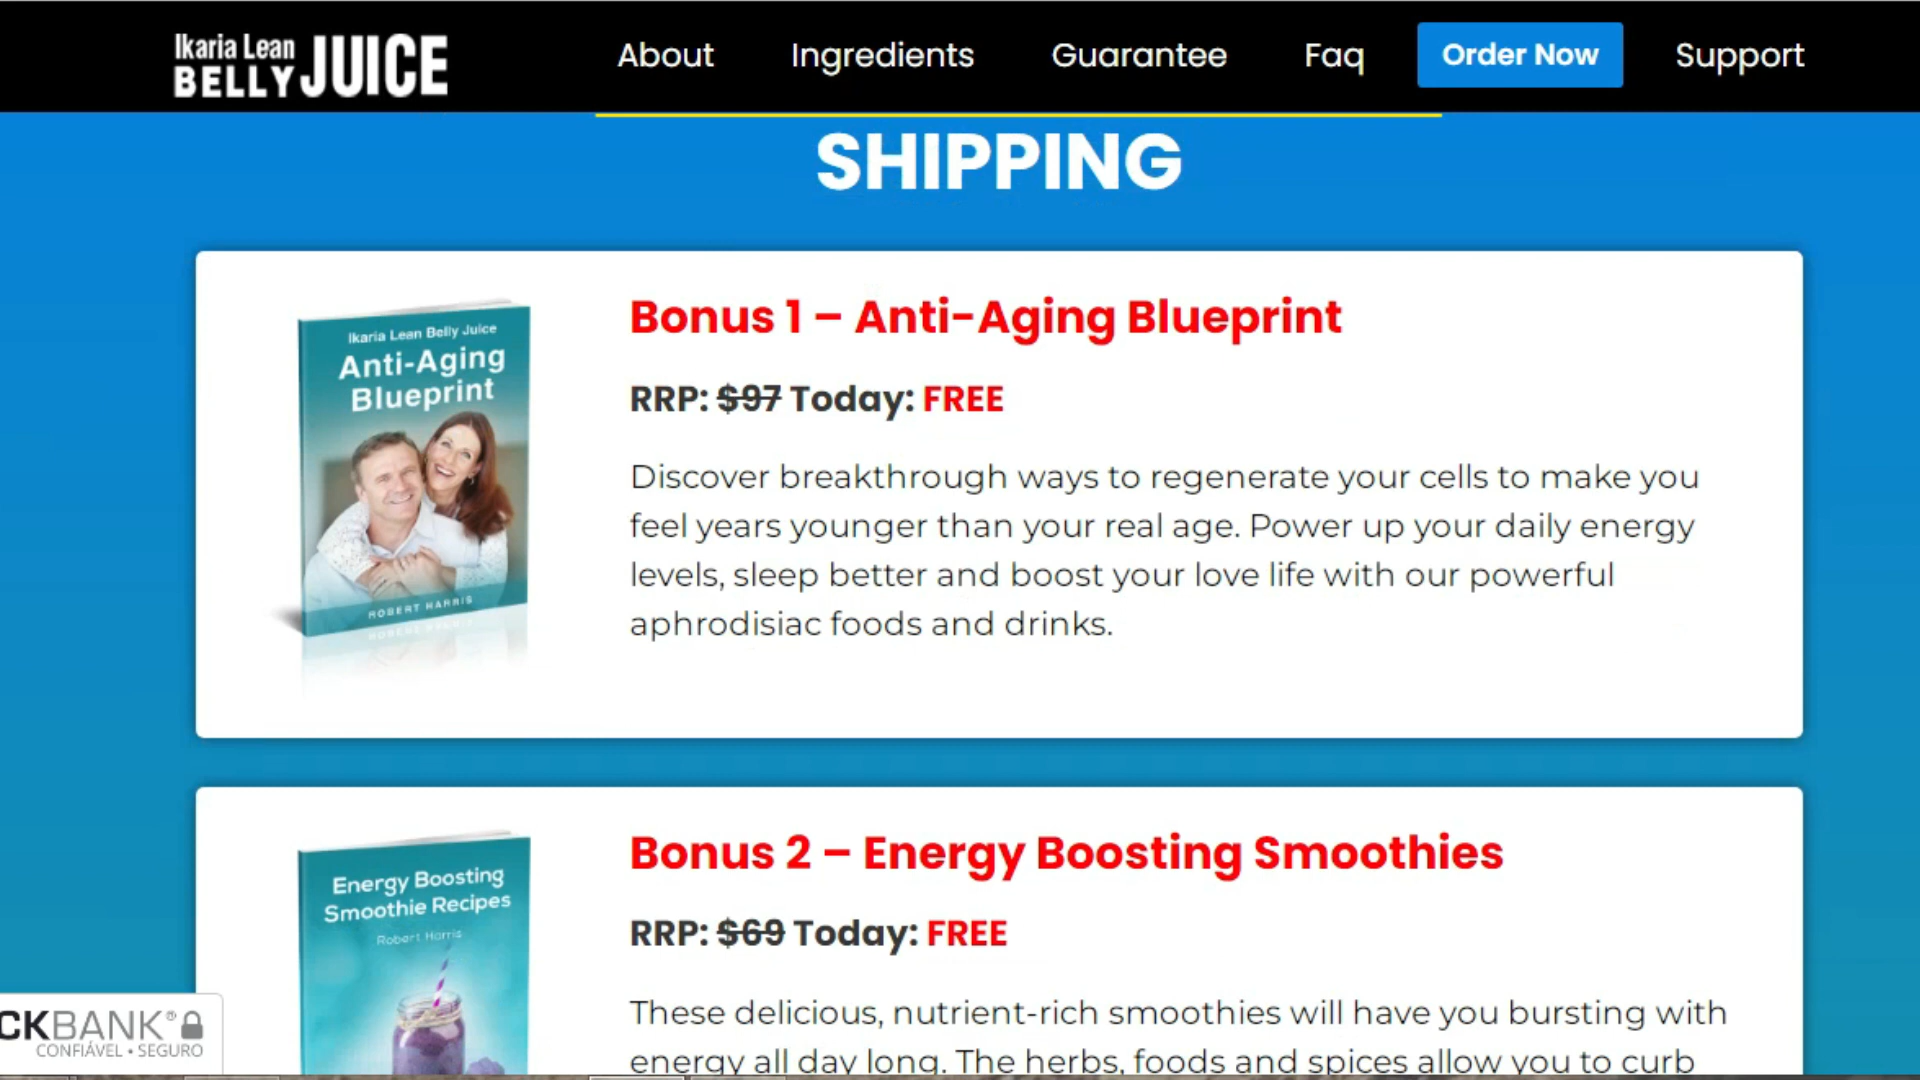 Ikaria Lean
BELLY JUICE
About
Ingredients
Guarantee
Faq
Order Now
Support
SHIPPING
Ikaria Lean Belly Juice
Anti-Aging
Blueprint
ROBERT HARRIS
Bonus 1 – Anti-Aging Blueprint
RRP: $97 Today: FREE
Discover breakthrough ways to regenerate your cells to make you
feel years younger than your real age. Power up your daily energy
levels, sleep better and boost your love life with our powerful
aphrodisiac foods and drinks.
Energy Boosting
Smoothie Recipes
Robert Harris
Bonus 2 – Energy Boosting Smoothies
RRP: $69 Today: FREE
These delicious, nutrient-rich smoothies will have you bursting with
energy all day long. The herbs, foods and spices allow you to curb
CKBANK®
CONFIÁVEL • SEGURO